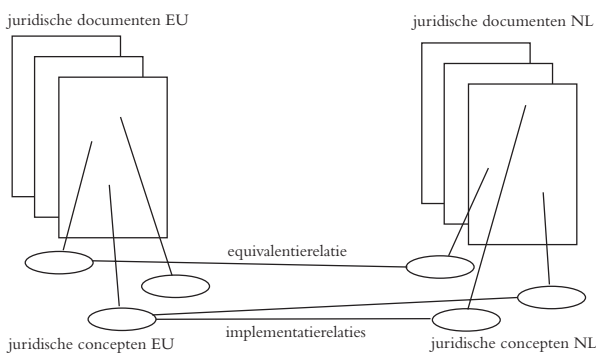 juridische documenten EU
juridische documenten NL
equivalentierelatie
implementatierelaties
juridische concepten EU
juridische concepten NL